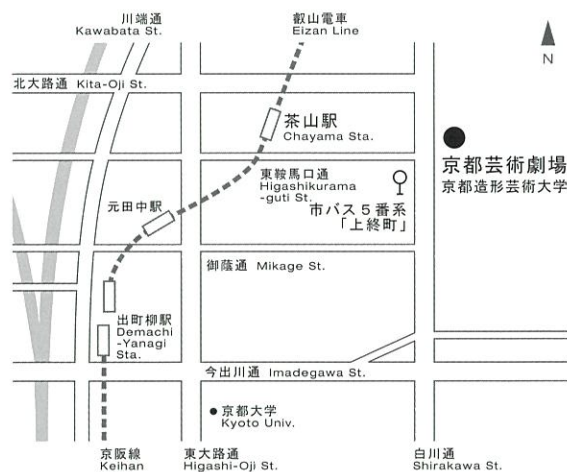 川端通
Kawabata St.
叡山電車
Eizan Line
N
北大路通 Kita-Oji St.
茶山駅
Chayama Sta.
京都芸術劇場
京都造形芸術大学
東鞍馬口通
Higashikurama
-guti St.
市バス5番系
「上終町」
元田中駅
御蔭通 Mikage St.
出町柳駅
Demachi
-Yanagi
Sta.
今出川通 Imadegawa St.
京都大学
Kyoto Univ.
京阪線
Keihan
東大路通
Higashi-Oji St.
白川通
Shirakawa St.